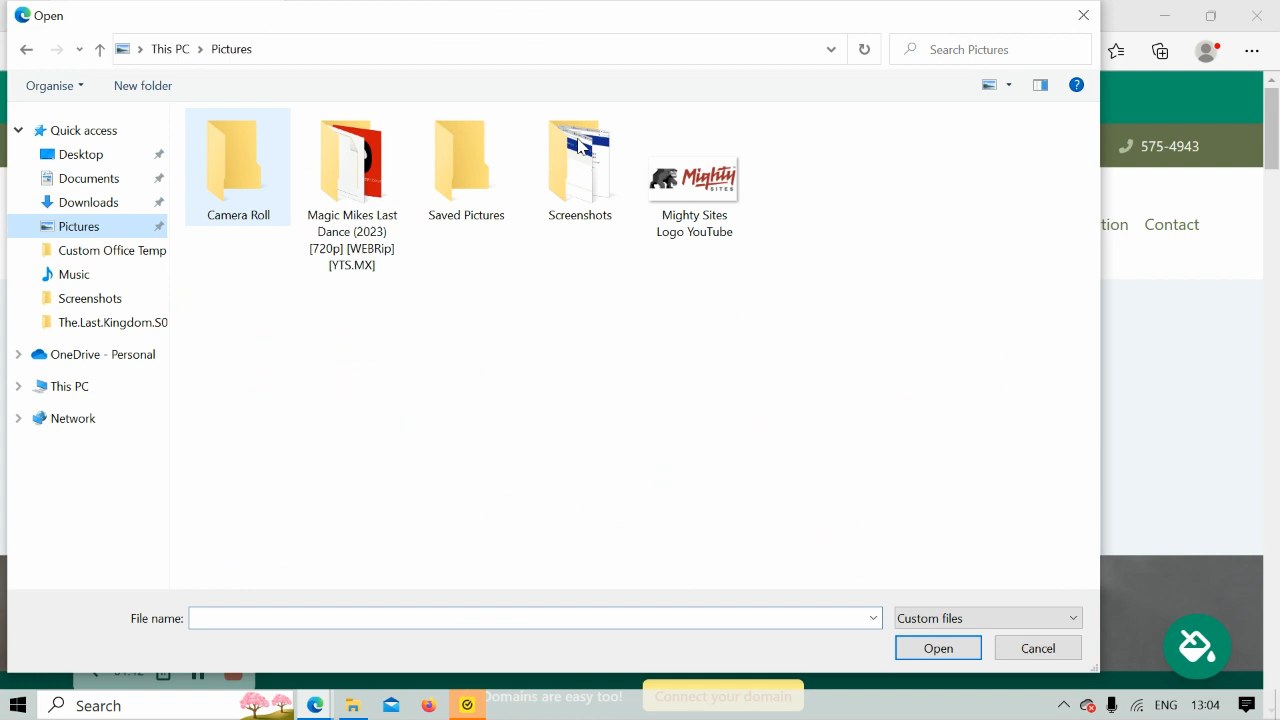 Open
This PC
Pictures
Search Pictures
Organise
New folder
Quick access
Desktop
Documents
Downloads
Pictures
Custom Office Temp
Music
Screenshots
The.Last.Kingdom.S0
OneDrive - Personal
This PC
Network
Camera Roll
Magic Mikes Last
Dance (2023)
[720p] [WEBRip]
[YTS.MX]
Saved Pictures
Screenshots
Mighty
SITES
Mighty Sites
Logo YouTube
575-4943
tion
Contact
File name:
Custom files
Open
Cancel
Domains are easy too!
Connect your domain
Search
ENG
13:04